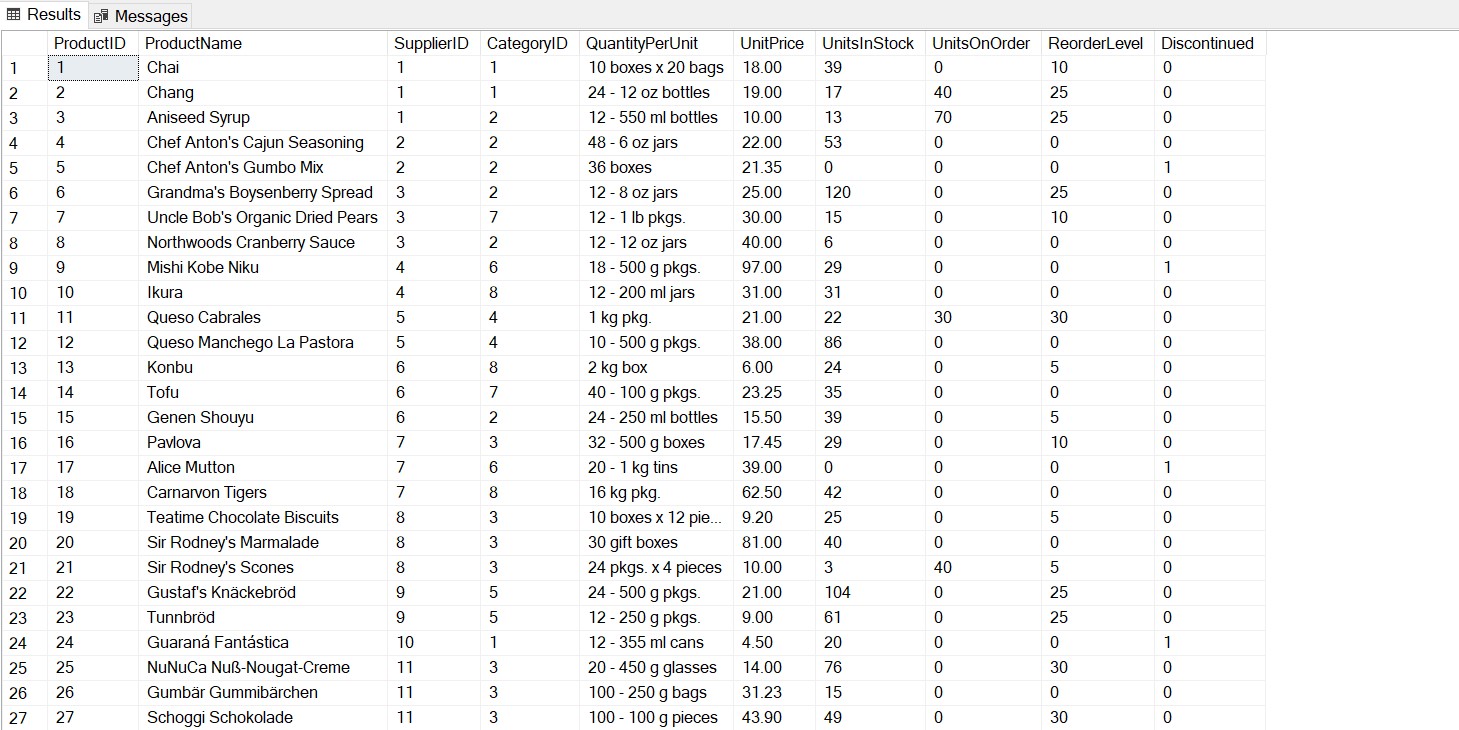 Results Messages
ProductID ProductName SupplierID CategoryID QuantityPerUnit UnitPrice UnitsInStock UnitsOnOrder ReorderLevel Discontinued
1 1 Chai 1 1 10 boxes x 20 bags 18.00 39 0 10 0
2 2 Chang 1 1 24 - 12 oz bottles 19.00 17 40 25 0
3 3 Aniseed Syrup 1 2 12 - 550 ml bottles 10.00 13 70 25 0
4 4 Chef Anton's Cajun Seasoning 2 2 48 - 6 oz jars 22.00 53 0 0 0
5 5 Chef Anton's Gumbo Mix 2 2 36 boxes 21.35 0 0 0 1
6 6 Grandma's Boysenberry Spread 3 2 12 - 8 oz jars 25.00 120 0 25 0
7 7 Uncle Bob's Organic Dried Pears 3 7 12 - 1 lb pkgs. 30.00 15 0 10 0
8 8 Northwoods Cranberry Sauce 3 2 12 - 12 oz jars 40.00 6 0 0 0
9 9 Mishi Kobe Niku 4 6 18 - 500 g pkgs. 97.00 29 0 0 1
10 10 Ikura 4 8 12 - 200 ml jars 31.00 31 0 0 0
11 11 Queso Cabrales 5 4 1 kg pkg. 21.00 22 30 30 0
12 12 Queso Manchego La Pastora 5 4 10 - 500 g pkgs. 38.00 86 0 0 0
13 13 Konbu 6 8 2 kg box 6.00 24 0 5 0
14 14 Tofu 6 7 40 - 100 g pkgs. 23.25 35 0 0 0
15 15 Genen Shouyu 6 2 24 - 250 ml bottles 15.50 39 0 5 0
16 16 Pavlova 7 3 32 - 500 g boxes 17.45 29 0 10 0
17 17 Alice Mutton 7 6 20 - 1 kg tins 39.00 0 0 0 1
18 18 Carnarvon Tigers 7 8 16 kg pkg. 62.50 42 0 0 0
19 19 Teatime Chocolate Biscuits 8 3 10 boxes x 12 pie... 9.20 25 0 5 0
20 20 Sir Rodney's Marmalade 8 3 30 gift boxes 81.00 40 0 0 0
21 21 Sir Rodney's Scones 8 3 24 pkgs. x 4 pieces 10.00 3 40 5 0
22 22 Gustaf's Knäckebröd 9 5 24 - 500 g pkgs. 21.00 104 0 25 0
23 23 Tunnbröd 9 5 12 - 250 g pkgs. 9.00 61 0 25 0
24 24 Guaraná Fantástica 10 1 12 - 355 ml cans 4.50 20 0 0 1
25 25 NuNuCa Nuß-Nougat-Creme 11 3 20 - 450 g glasses 14.00 76 0 30 0
26 26 Gumbär Gummibärchen 11 3 100 - 250 g bags 31.23 15 0 0 0
27 27 Schoggi Schokolade 11 3 100 - 100 g pieces 43.90 49 0 30 0